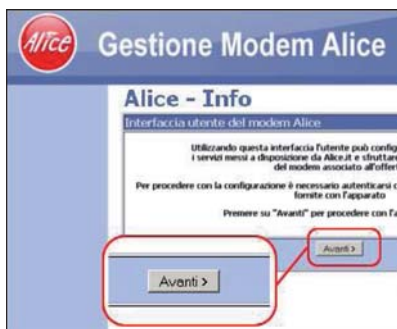 Alice
Gestione Modem Alice
Alice - Info
Interfaccia utente del modem Alice
Utilizzando questa interfaccia l'utente può config
i servizi messi a disposizione da Alice.it e sfruttare
del modem associato all'offert
Per procedere con la configurazione è necessario autenticarsi c
fornite con l'apparato
Premere su "Avanti" per procedere con l'a
Avanti >
Avanti >